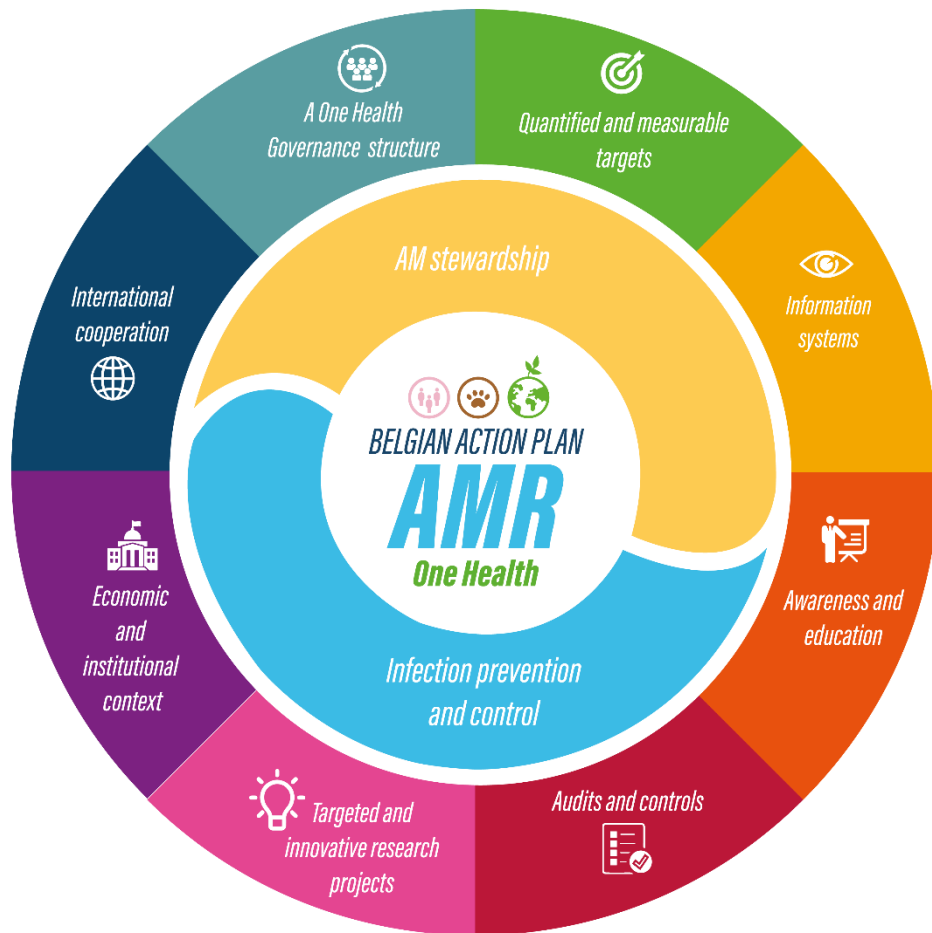 A One Health
Governance structure
Quantified and measurable
targets
Information
systems
Awareness and
education
Audits and controls
Targeted and
innovative research
projects
Economic
and
institutional
context
International
cooperation
AM stewardship
Infection prevention
and control
BELGIAN ACTION PLAN
AMR
One Health